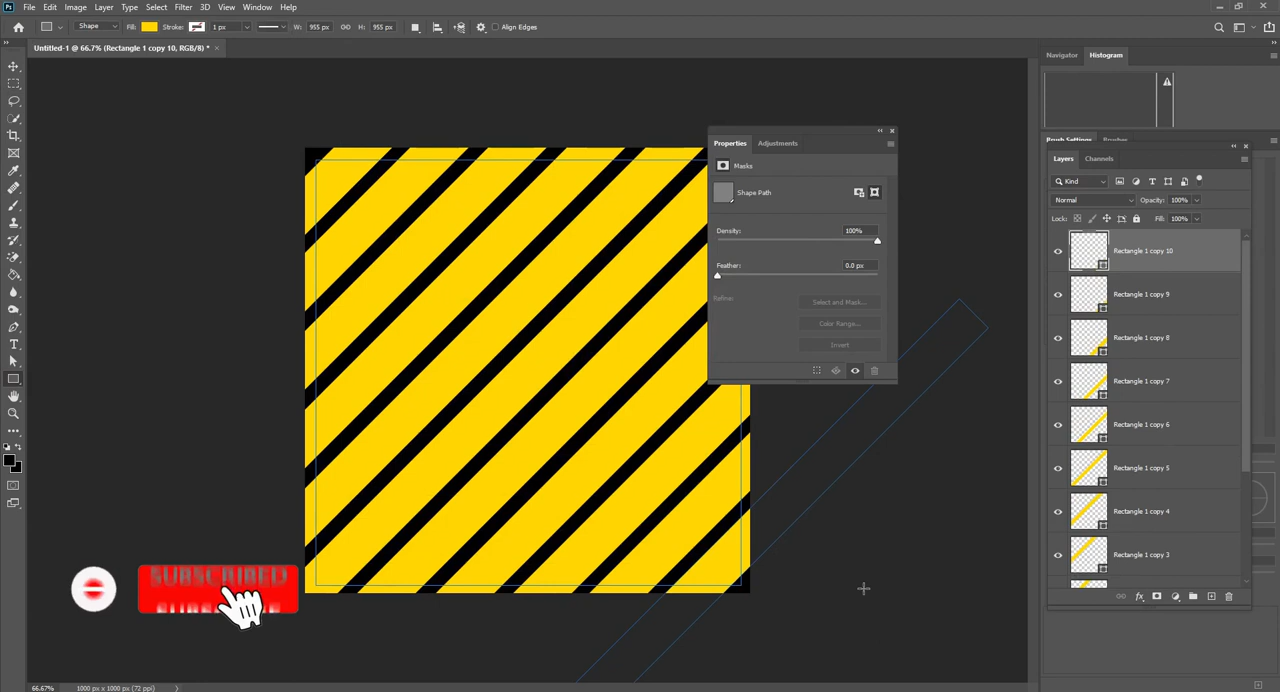 File Edit Image Layer Type Select Filter 3D View Window Help
Shape Fill: Stroke: 1 px W: 955 px H: 955 px Align Edges
Untitled-1 @ 66.7% (Rectangle 1 copy 10, RGB/8) * ×
Navigator Histogram
Properties Adjustments
Masks
Shape Path
Density: 100%
Feather: 0.0 px
Refine: Select and Mask...
Color Range...
Invert
Brush Settings Brushes
Layers Channels
Kind
Normal Opacity: 100%
Lock: Fill: 100%
Rectangle 1 copy 10
Rectangle 1 copy 9
Rectangle 1 copy 8
Rectangle 1 copy 7
Rectangle 1 copy 6
Rectangle 1 copy 5
Rectangle 1 copy 4
Rectangle 1 copy 3
SUBSCRIBED
66.67% 1000 px x 1000 px (72 ppi)